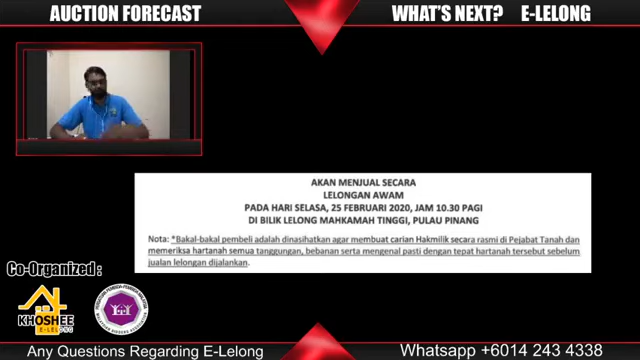 AUCTION FORECAST
WHAT'S NEXT? E-LELONG
AKAN MENJUAL SECARA
LELONGAN AWAM
PADA HARI SELASA, 25 FEBRUARI 2020, JAM 10.30 PAGI
DI BILIK LELONG MAHKAMAH TINGGI, PULAU PINANG
Nota: *Bakal-bakal pembeli adalah dinasihatkan agar membuat carian Hakmilik secara rasmi di Pejabat Tanah dan
memeriksa hartanah semua tanggungan, bebanan serta mengenal pasti dengan tepat hartanah tersebut sebelum
jualan lelongan dijalankan.
Co-Organized :
KHOSHEE
E-LELONG
Any Questions Regarding E-Lelong
Whatsapp +6014 243 4338